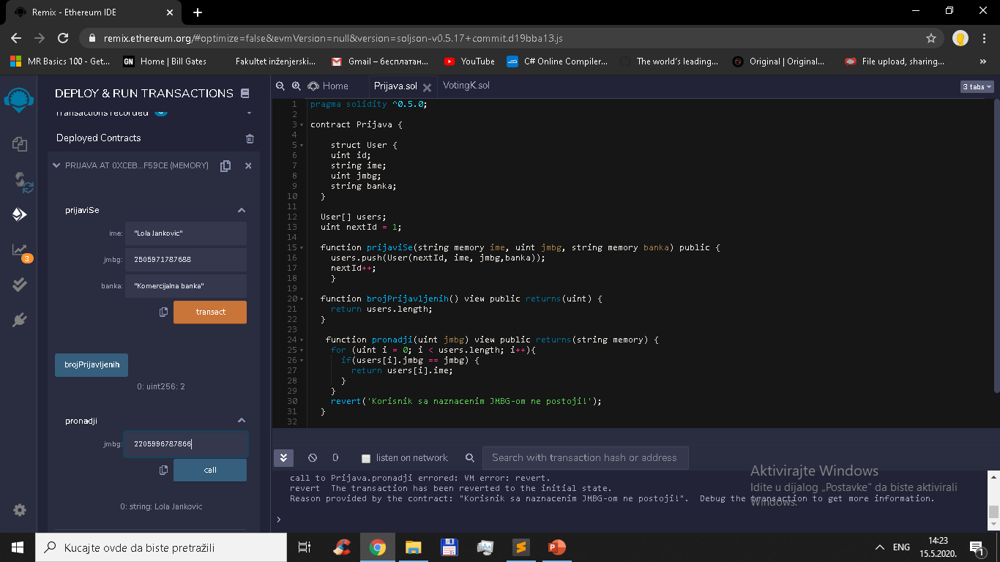 Remix - Ethereum IDE
remix.ethereum.org/#optimize=false&evmVersion=null&version=soljson-v0.5.17+commit.d19bba13.js
MR Basics 100 - Get...
GN Home | Bill Gates
Fakultet inženjerski...
Gmail – бесплатан...
YouTube
C# Online Compiler...
The world's leading...
Original | Original...
File upload, sharing...
»
DEPLOY & RUN TRANSACTIONS
Transactions recorded
Deployed Contracts
PRIJAVA AT 0XCEB...F59CE (MEMORY)
prijaviSe
ime: "Lola Jankovic"
jmbg: 2505971787688
banka: "Komercijalna banka"
transact
brojPrijavljenih
0: uint256: 2
pronadji
jmbg: 2205996787866
call
0: string: Lola Jankovic
3
Home
Prijava.sol
VotingK.sol
3 tabs
1 pragma solidity ^0.5.0;
2
3 contract Prijava {
4
5 struct User {
6 uint id;
7 string ime;
8 uint jmbg;
9 string banka;
10 }
11
12 User[] users;
13 uint nextId = 1;
14
15 function prijaviSe(string memory ime, uint jmbg, string memory banka) public {
16 users.push(User(nextId, ime, jmbg,banka));
17 nextId++;
18 }
19
20 function brojPrijavljenih() view public returns(uint) {
21 return users.length;
22 }
23
24 function pronadji(uint jmbg) view public returns(string memory) {
25 for (uint i = 0; i < users.length; i++){
26 if(users[i].jmbg == jmbg) {
27 return users[i].ime;
28 }
29 }
30 revert('Korisnik sa naznacenim JMBG-om ne postoji!');
31 }
32
0
listen on network
Search with transaction hash or address
call to Prijava.pronadji errored: VM error: revert.
revert The transaction has been reverted to the initial state.
Reason provided by the contract: "Korisnik sa naznacenim JMBG-om ne postoji!". Debug the transaction to get more information.
>
Aktivirajte Windows
Idite u dijalog „Postavke“ da biste aktivirali
Windows.
Kucajte ovde da biste pretražili
ENG
14:23
15.5.2020.
1